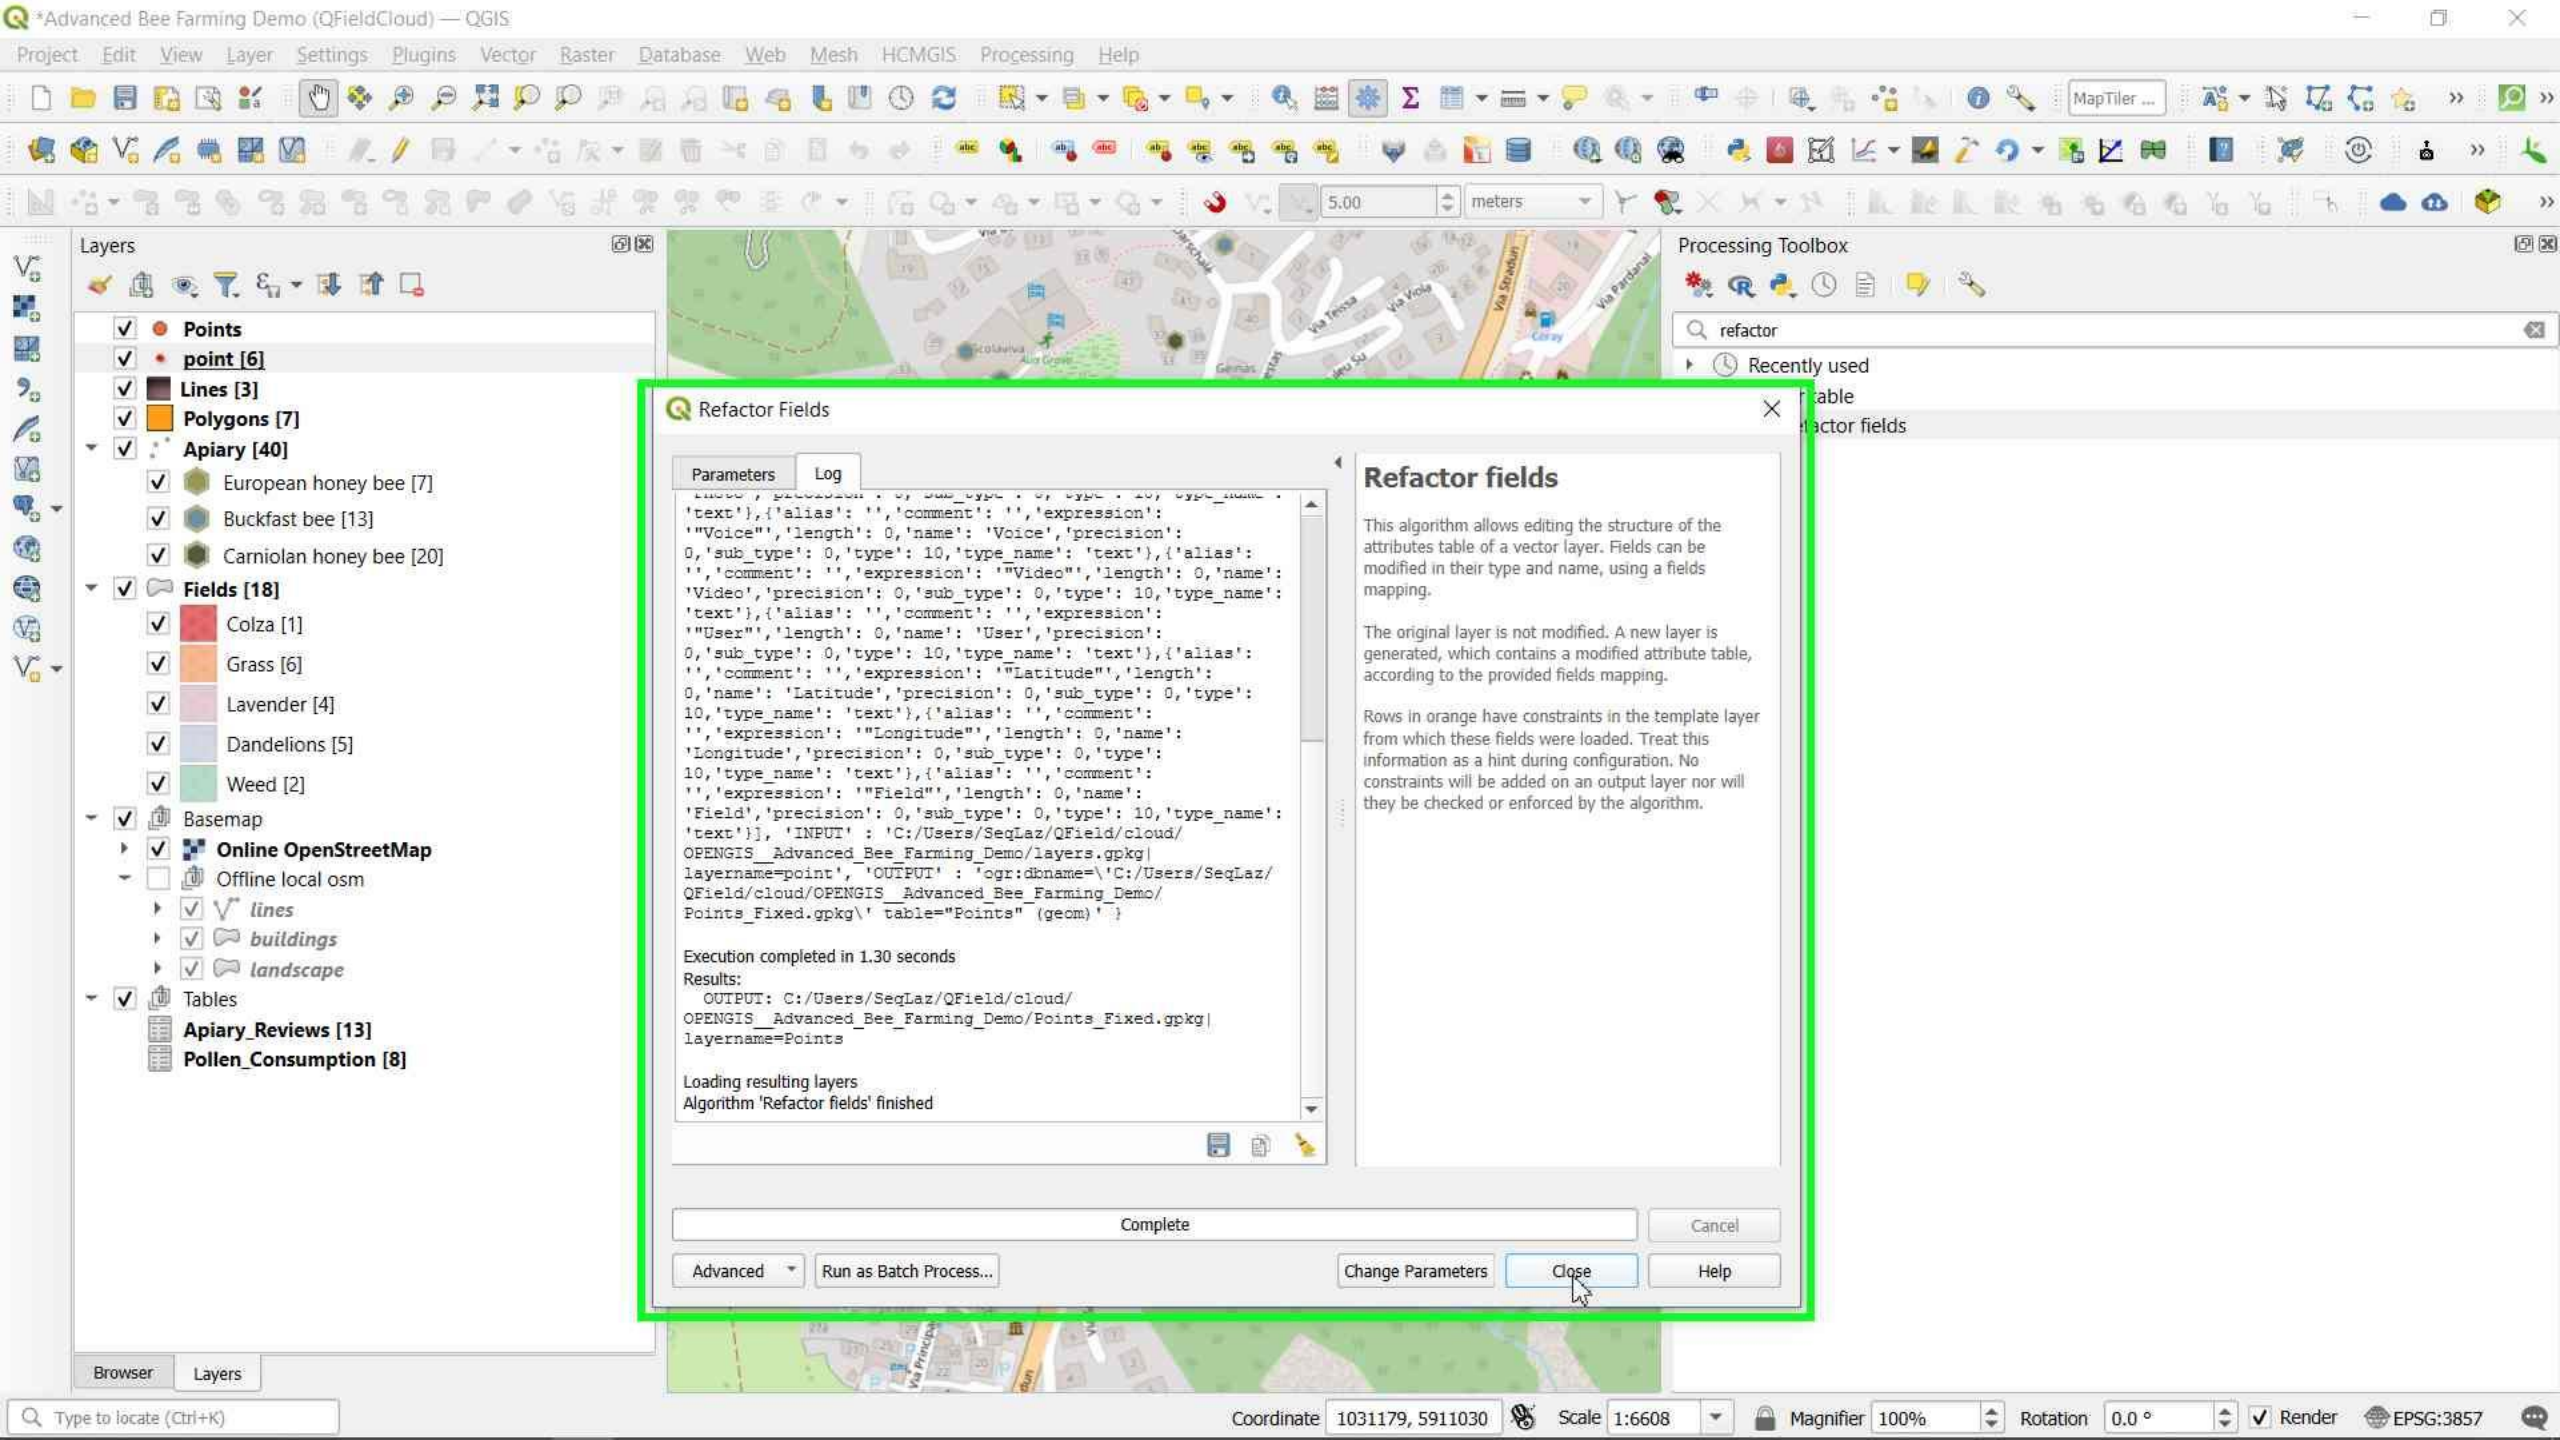 *Advanced Bee Farming Demo (QFieldCloud) — QGIS
Project Edit View Layer Settings Plugins Vector Raster Database Web Mesh HCMGIS Processing Help
MapTiler ...
5.00 meters
Layers
Points
point [6]
Lines [3]
Polygons [7]
Apiary [40]
European honey bee [7]
Buckfast bee [13]
Carniolan honey bee [20]
Fields [18]
Colza [1]
Grass [6]
Lavender [4]
Dandelions [5]
Weed [2]
Basemap
Online OpenStreetMap
Offline local osm
lines
buildings
landscape
Tables
Apiary_Reviews [13]
Pollen_Consumption [8]
Browser Layers
Via Stradun
Via Pardanal
Via Teissa
Via Viola
Scolaviva
Coray
Via Principa
Processing Toolbox
refactor
Recently used
table
factor fields
Refactor Fields
Parameters Log
'text'},{'alias': '','comment': '','expression':
'"Voice"','length': 0,'name': 'Voice','precision':
0,'sub_type': 0,'type': 10,'type_name': 'text'},{'alias':
'','comment': '','expression': '"Video"','length': 0,'name':
'Video','precision': 0,'sub_type': 0,'type': 10,'type_name':
'text'},{'alias': '','comment': '','expression':
'"User"','length': 0,'name': 'User','precision':
0,'sub_type': 0,'type': 10,'type_name': 'text'},{'alias':
'','comment': '','expression': '"Latitude"','length':
0,'name': 'Latitude','precision': 0,'sub_type': 0,'type':
10,'type_name': 'text'},{'alias': '','comment':
'','expression': '"Longitude"','length': 0,'name':
'Longitude','precision': 0,'sub_type': 0,'type':
10,'type_name': 'text'},{'alias': '','comment':
'','expression': '"Field"','length': 0,'name':
'Field','precision': 0,'sub_type': 0,'type': 10,'type_name':
'text'}], 'INPUT' : 'C:/Users/SeqLaz/QField/cloud/
OPENGIS__Advanced_Bee_Farming_Demo/layers.gpkg|
layername=point', 'OUTPUT' : 'ogr:dbname=\'C:/Users/SeqLaz/
QField/cloud/OPENGIS__Advanced_Bee_Farming_Demo/
Points_Fixed.gpkg\' table="Points" (geom)' }
Execution completed in 1.30 seconds
Results:
OUTPUT: C:/Users/SeqLaz/QField/cloud/
OPENGIS__Advanced_Bee_Farming_Demo/Points_Fixed.gpkg|
layername=Points
Loading resulting layers
Algorithm 'Refactor fields' finished
Refactor fields
This algorithm allows editing the structure of the
attributes table of a vector layer. Fields can be
modified in their type and name, using a fields
mapping.
The original layer is not modified. A new layer is
generated, which contains a modified attribute table,
according to the provided fields mapping.
Rows in orange have constraints in the template layer
from which these fields were loaded. Treat this
information as a hint during configuration. No
constraints will be added on an output layer nor will
they be checked or enforced by the algorithm.
Complete Cancel
Advanced Run as Batch Process... Change Parameters Close Help
Type to locate (Ctrl+K) Coordinate 1031179, 5911030 Scale 1:6608 Magnifier 100% Rotation 0.0 ° Render EPSG:3857